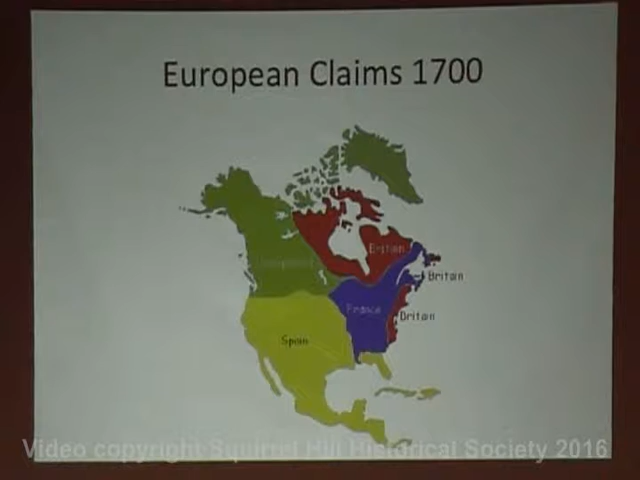 European Claims 1700
Britain
Britain
France
Britain
Spain
Video copyright Squirrel Hill Historical Society 2016